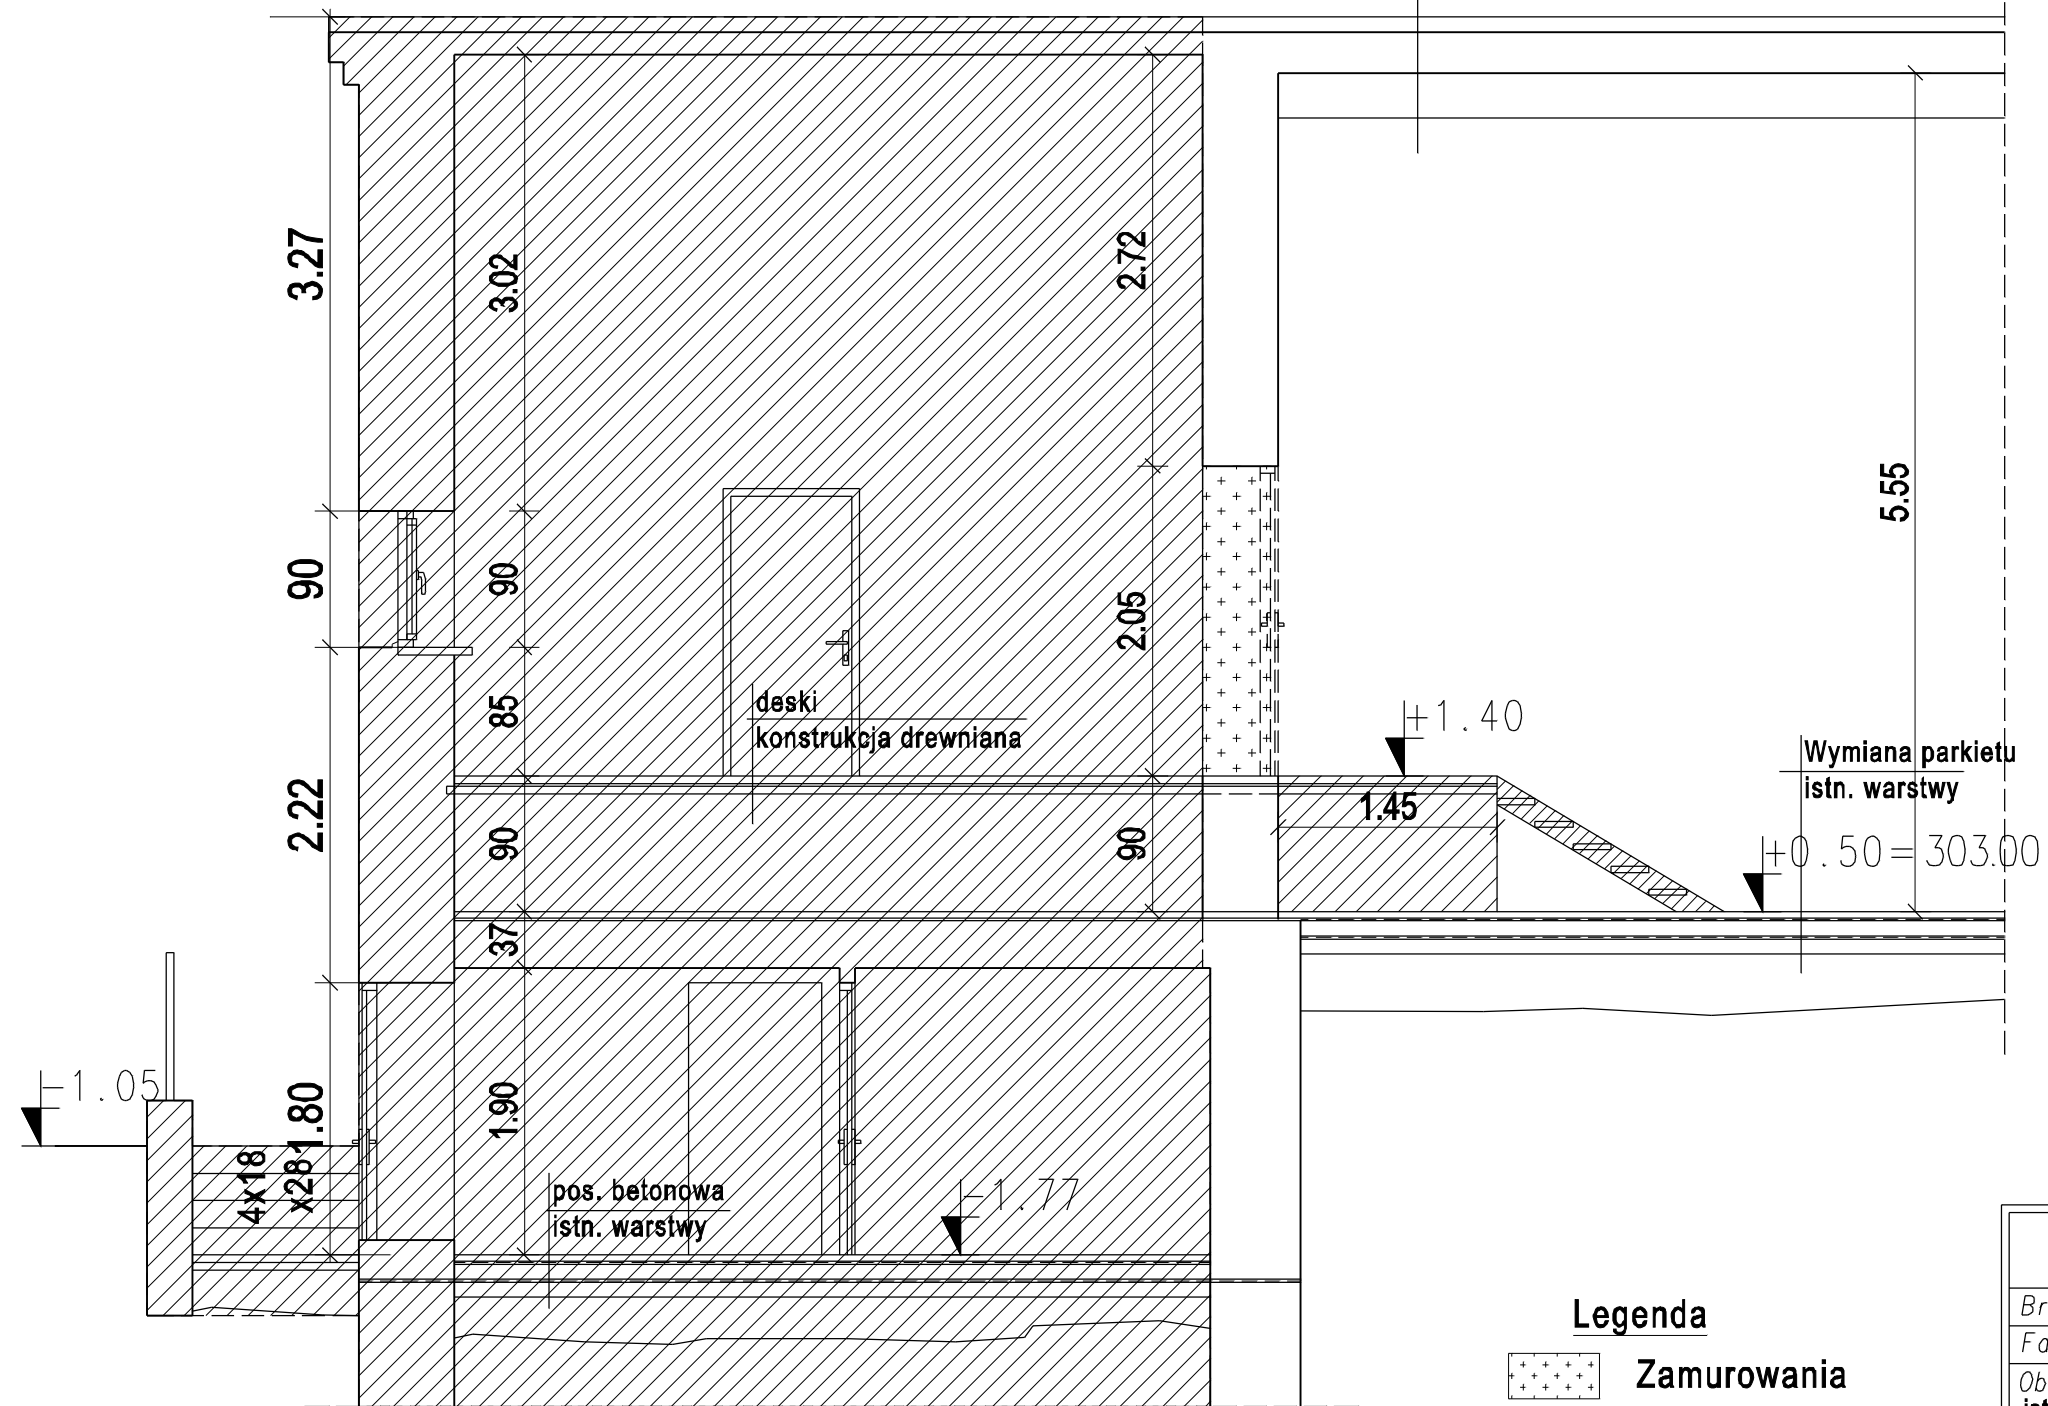 3.27
3.02
2.72
5.55
90
90
2.05
85
deski
konstrukcja drewniana
+1.40
Wymiana parkietu
istn. warstwy
1.45
2.22
90
90
+0.50=303.00
37
-1.05
1.80
1.90
4x18
x28
pos. betonowa
istn. warstwy
-1.77
Legenda
Zamurowania
Br